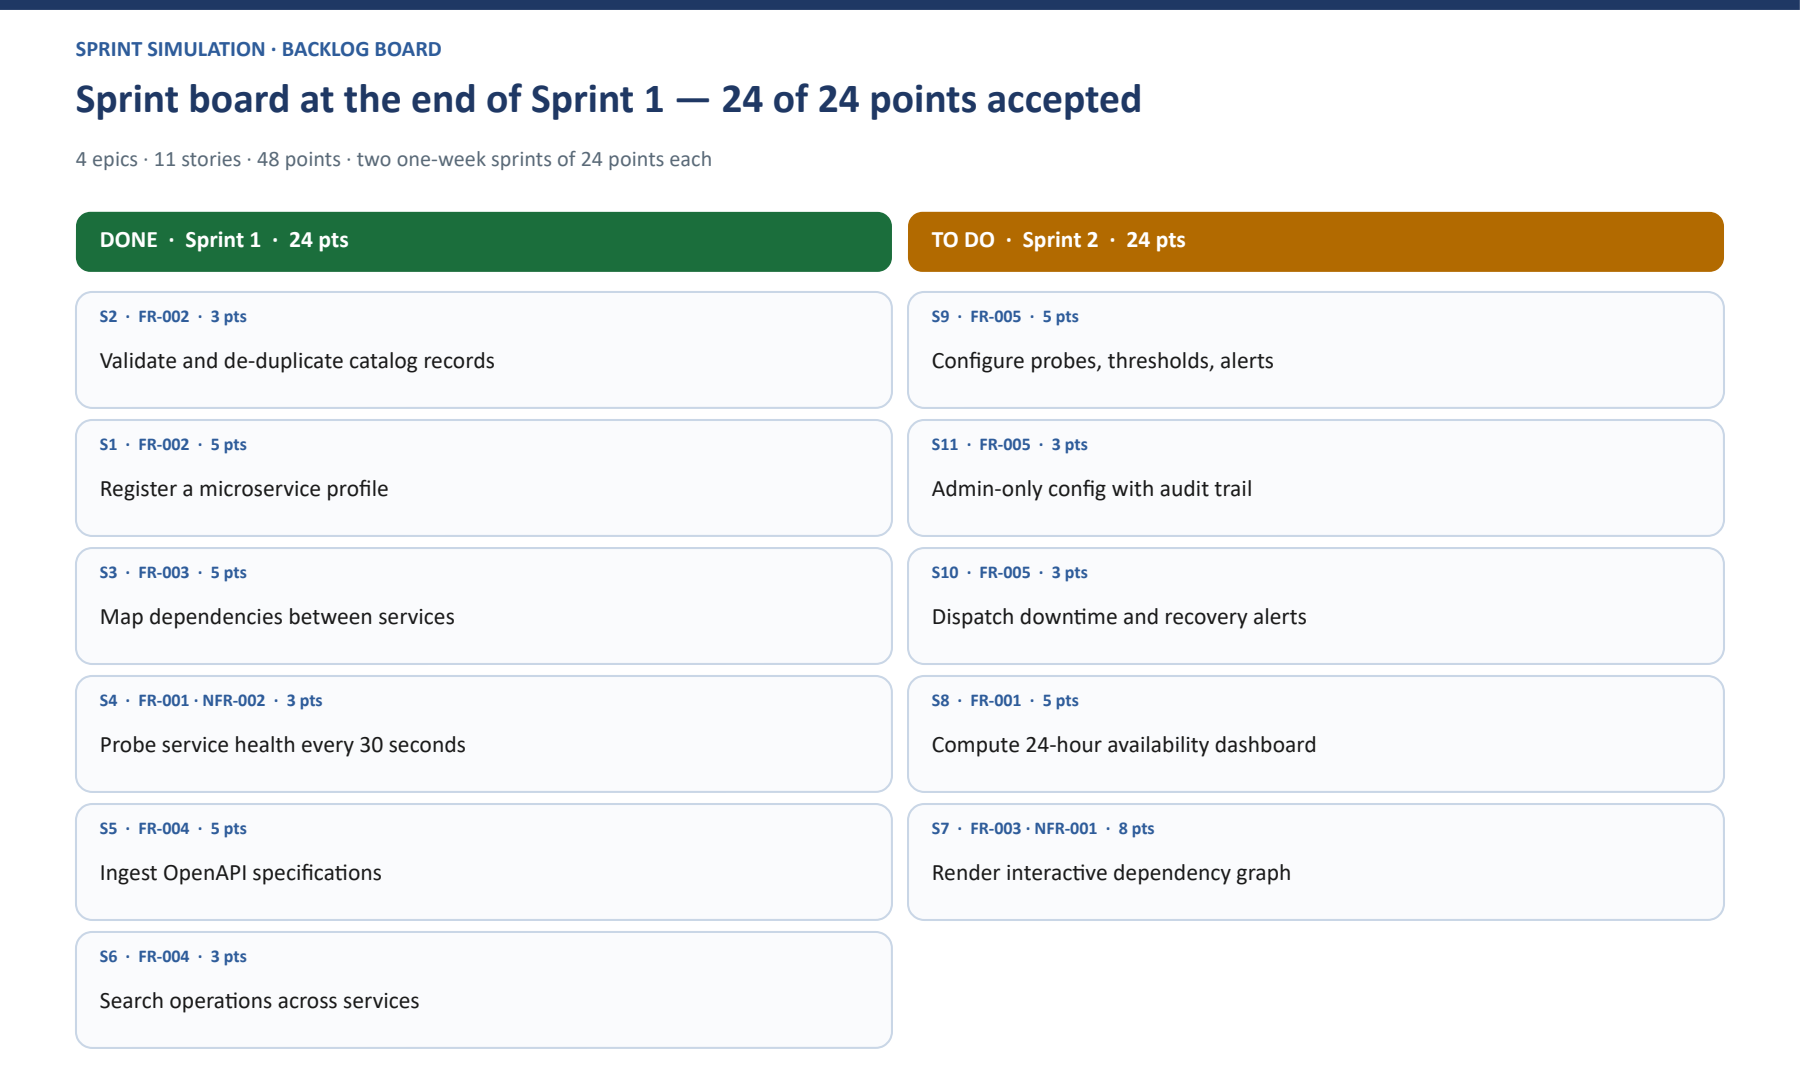 SPRINT SIMULATION · BACKLOG BOARD
Sprint board at the end of Sprint 1 — 24 of 24 points accepted
4 epics · 11 stories · 48 points · two one-week sprints of 24 points each
DONE · Sprint 1 · 24 pts
S2 · FR-002 · 3 pts
Validate and de-duplicate catalog records
S1 · FR-002 · 5 pts
Register a microservice profile
S3 · FR-003 · 5 pts
Map dependencies between services
S4 · FR-001 · NFR-002 · 3 pts
Probe service health every 30 seconds
S5 · FR-004 · 5 pts
Ingest OpenAPI specifications
S6 · FR-004 · 3 pts
Search operations across services
TO DO · Sprint 2 · 24 pts
S9 · FR-005 · 5 pts
Configure probes, thresholds, alerts
S11 · FR-005 · 3 pts
Admin-only config with audit trail
S10 · FR-005 · 3 pts
Dispatch downtime and recovery alerts
S8 · FR-001 · 5 pts
Compute 24-hour availability dashboard
S7 · FR-003 · NFR-001 · 8 pts
Render interactive dependency graph